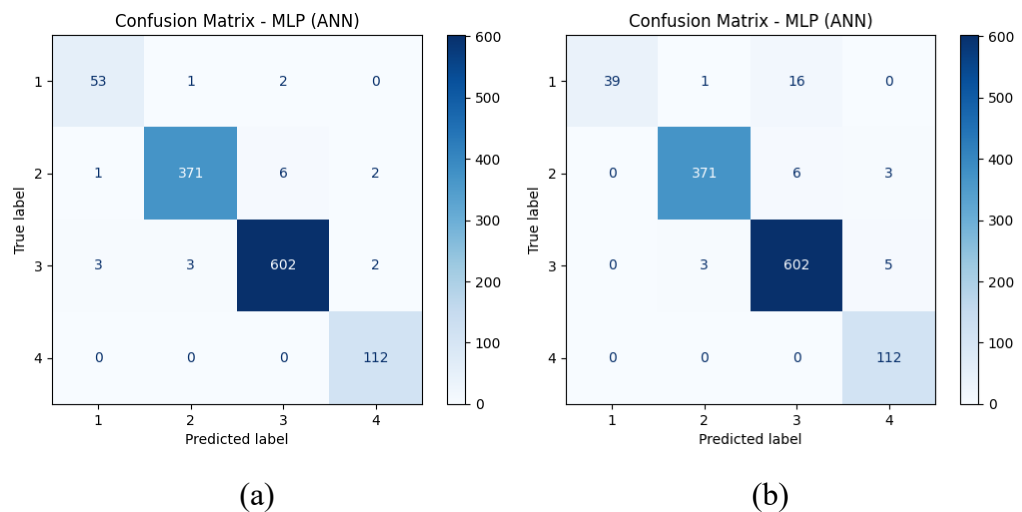 Confusion Matrix - MLP (ANN)
True label
1
2
3
4
53 1 2 0
1 371 6 2
3 3 602 2
0 0 0 112
1 2 3 4
Predicted label
600
500
400
300
200
100
0
(a)
Confusion Matrix - MLP (ANN)
True label
1
2
3
4
39 1 16 0
0 371 6 3
0 3 602 5
0 0 0 112
1 2 3 4
Predicted label
600
500
400
300
200
100
0
(b)